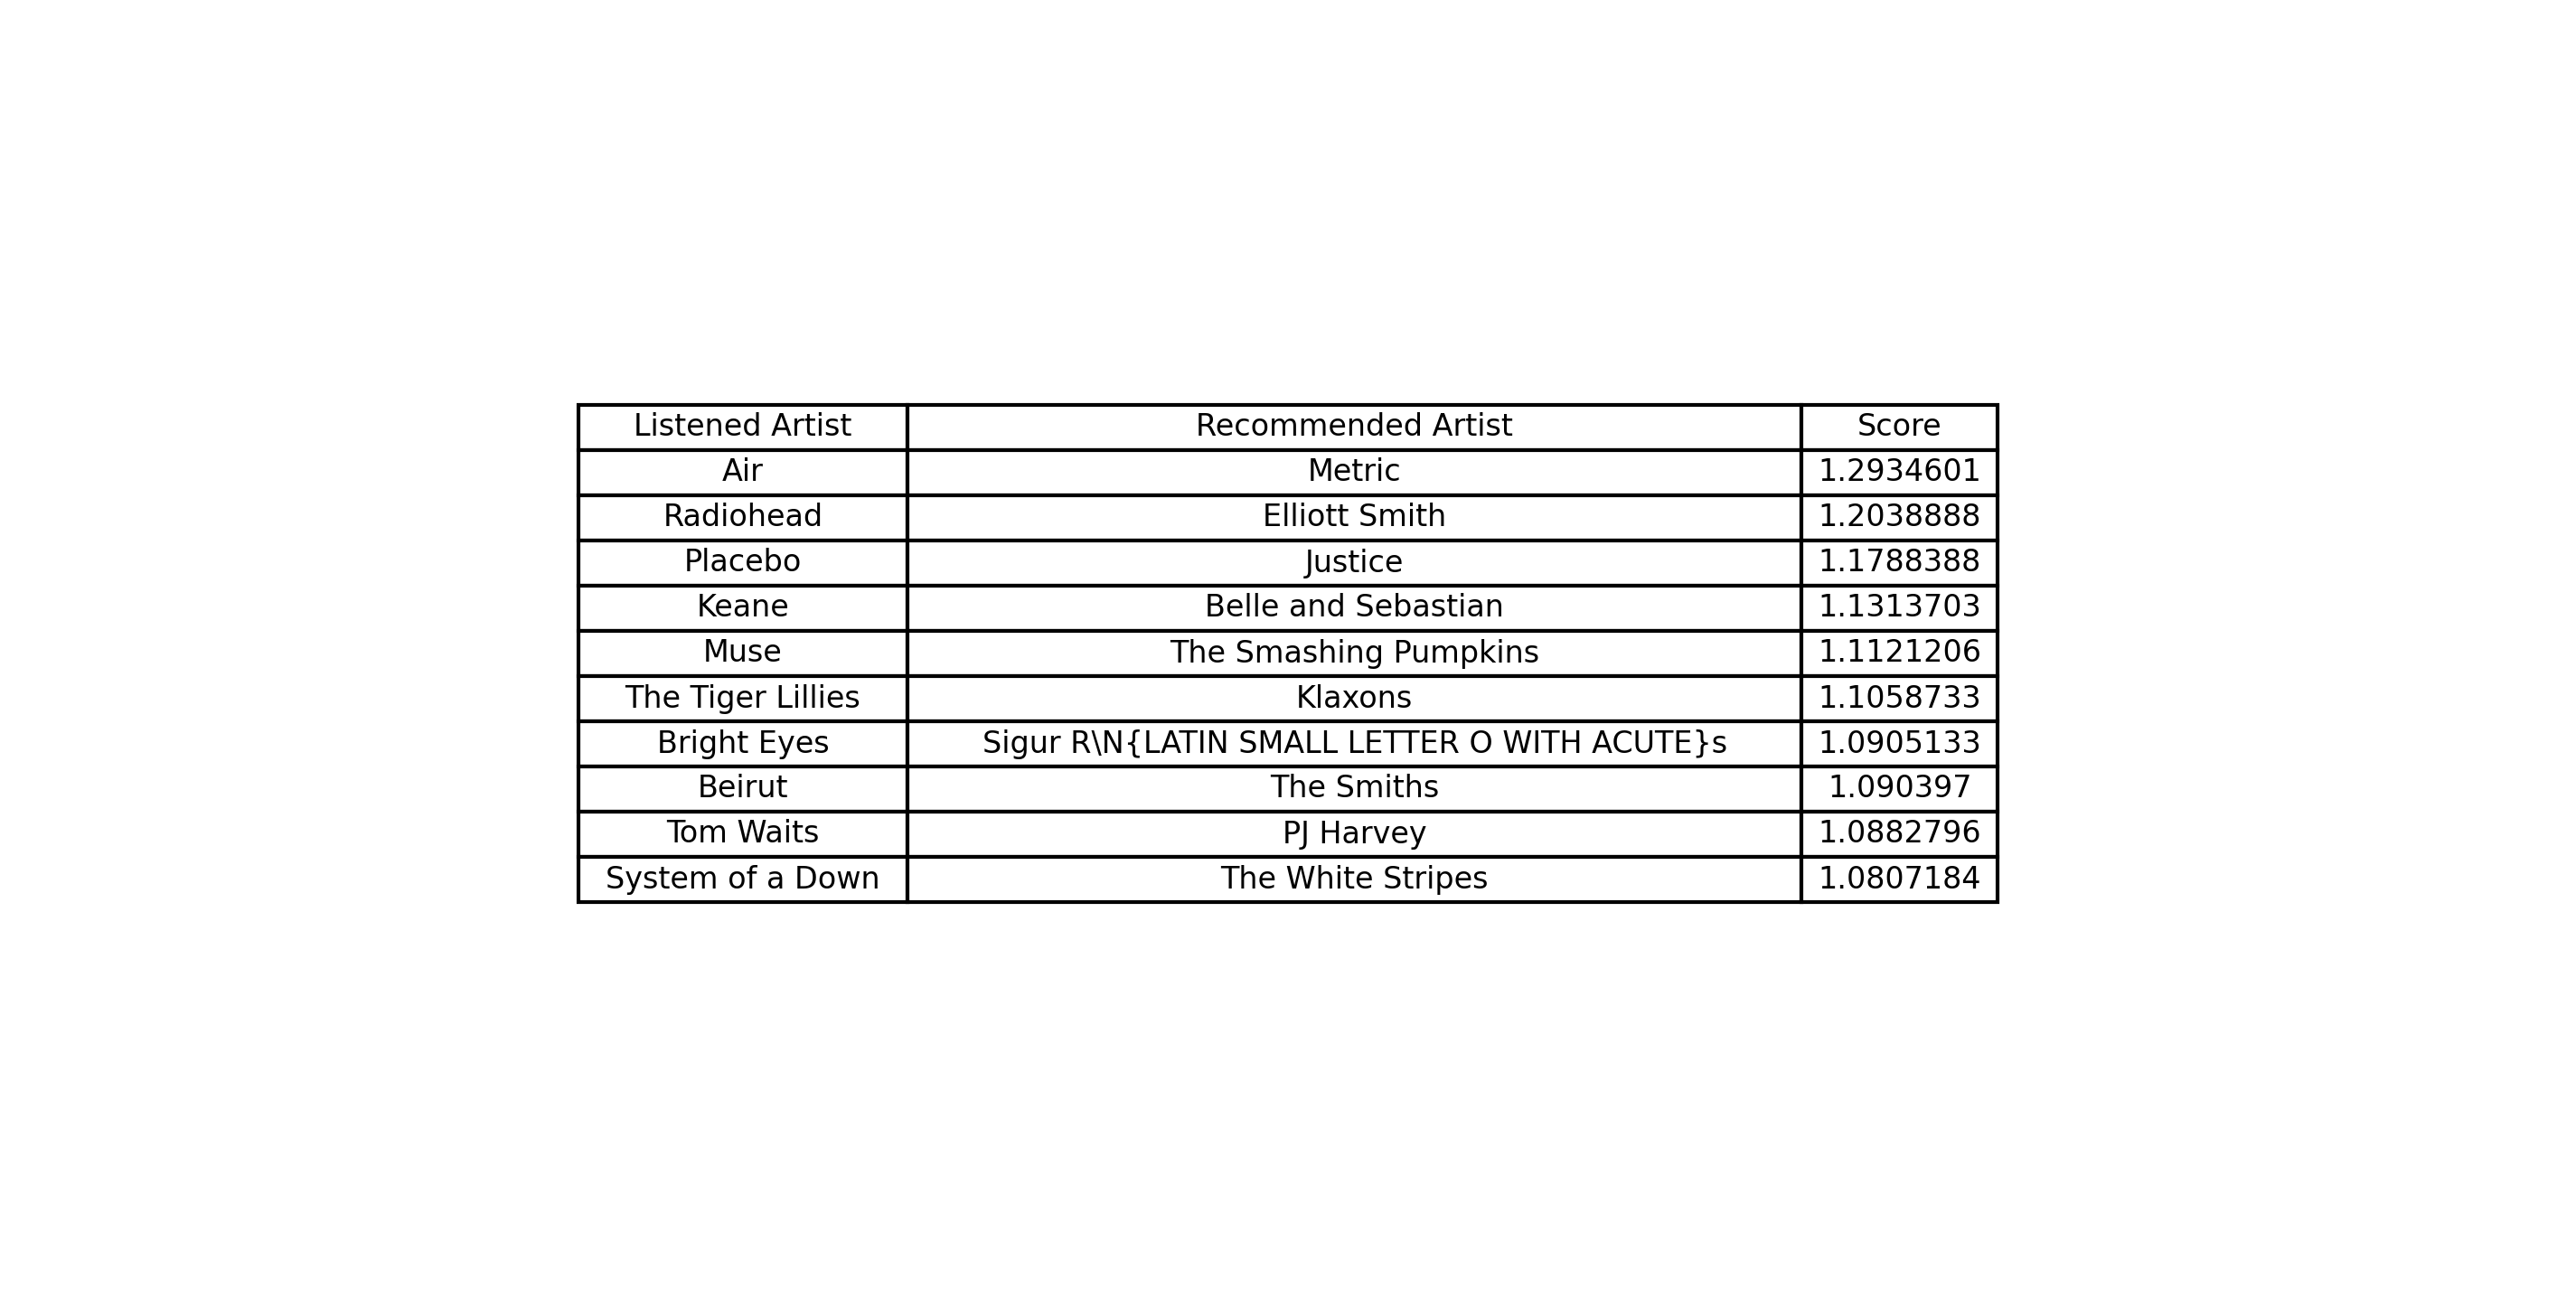 Listened Artist Recommended Artist Score
Air Metric 1.2934601
Radiohead Elliott Smith 1.2038888
Placebo Justice 1.1788388
Keane Belle and Sebastian 1.1313703
Muse The Smashing Pumpkins 1.1121206
The Tiger Lillies Klaxons 1.1058733
Bright Eyes Sigur R\N{LATIN SMALL LETTER O WITH ACUTE}s 1.0905133
Beirut The Smiths 1.090397
Tom Waits PJ Harvey 1.0882796
System of a Down The White Stripes 1.0807184